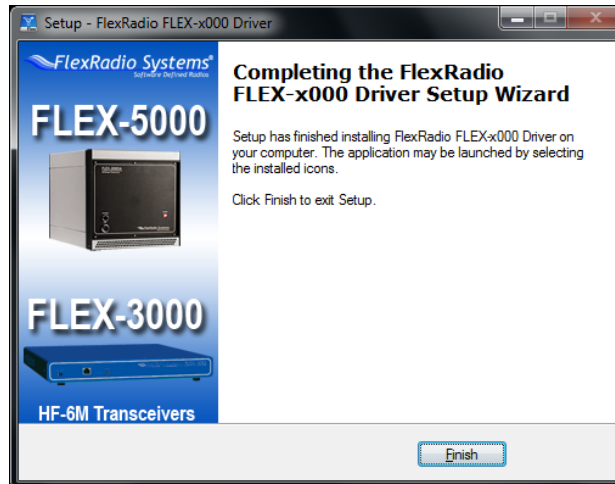 Setup - FlexRadio FLEX-x000 Driver
FlexRadio Systems®
Software Defined Radios
FLEX-5000
FLEX-3000
HF-6M Transceivers
Completing the FlexRadio
FLEX-x000 Driver Setup Wizard
Setup has finished installing FlexRadio FLEX-x000 Driver on
your computer. The application may be launched by selecting
the installed icons.
Click Finish to exit Setup.
Finish